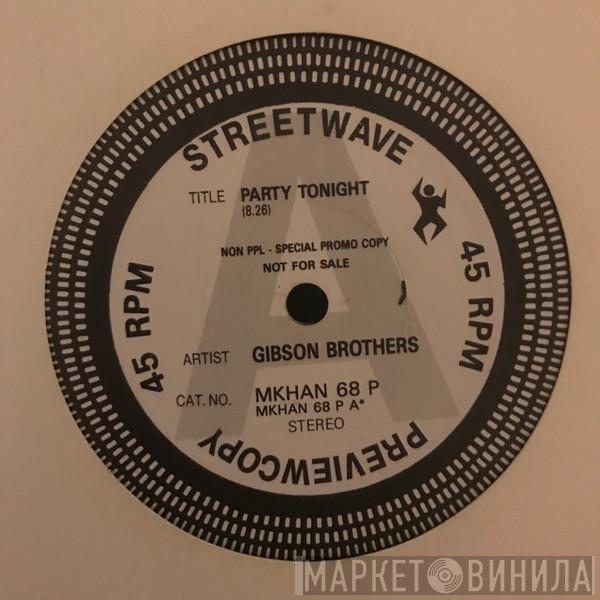 STREETWAVE
TITLE PARTY TONIGHT
(8.26)
NON PPL - SPECIAL PROMO COPY
NOT FOR SALE
45 RPM
45 RPM
A
ARTIST GIBSON BROTHERS
CAT. NO. MKHAN 68 P
MKHAN 68 P A*
STEREO
PREVIEWCOPY
МАРКЕТ ВИНИЛА